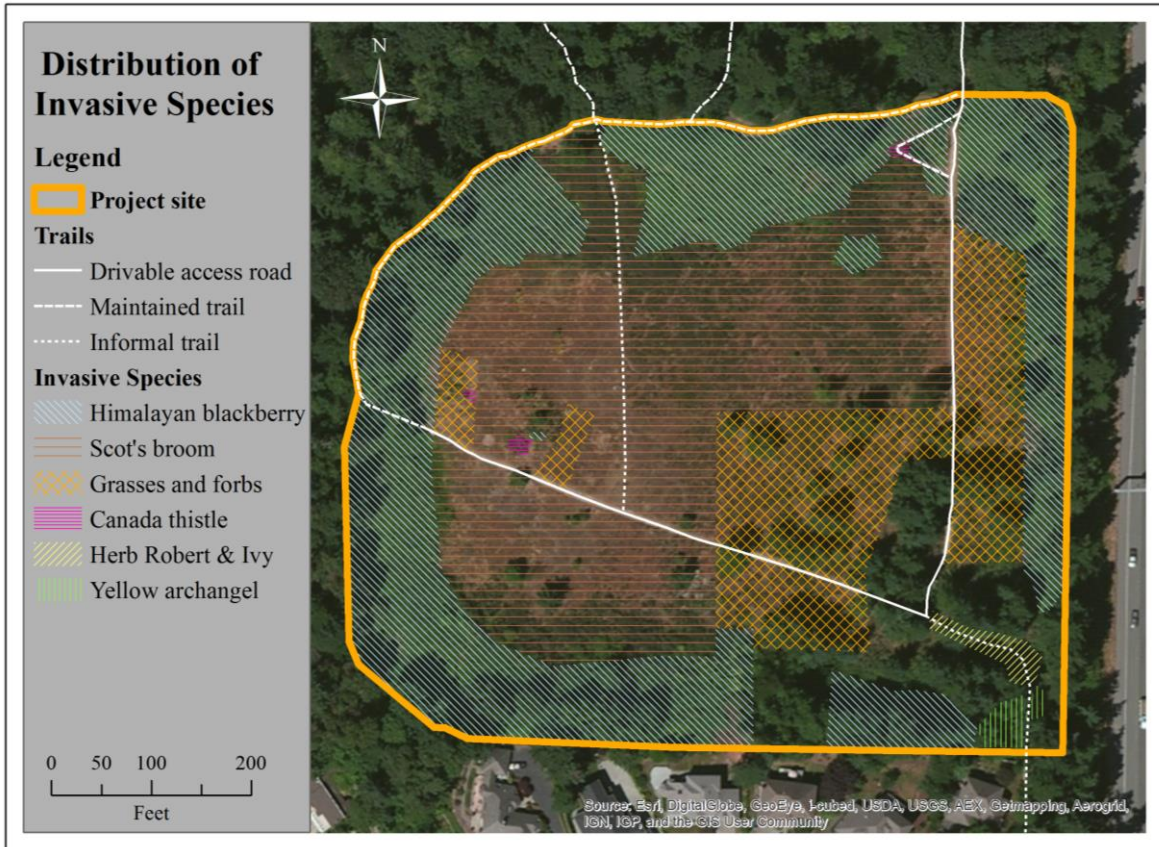 Distribution of
Invasive Species
Legend
Project site
Trails
Drivable access road
Maintained trail
Informal trail
Invasive Species
Himalayan blackberry
Scot's broom
Grasses and forbs
Canada thistle
Herb Robert & Ivy
Yellow archangel
0 50 100 200
Feet
N
Source: Esri, DigitalGlobe, GeoEye, i-cubed, USDA, USGS, AEX, Getmapping, Aerogrid,
IGN, IGP, and the GIS User Community